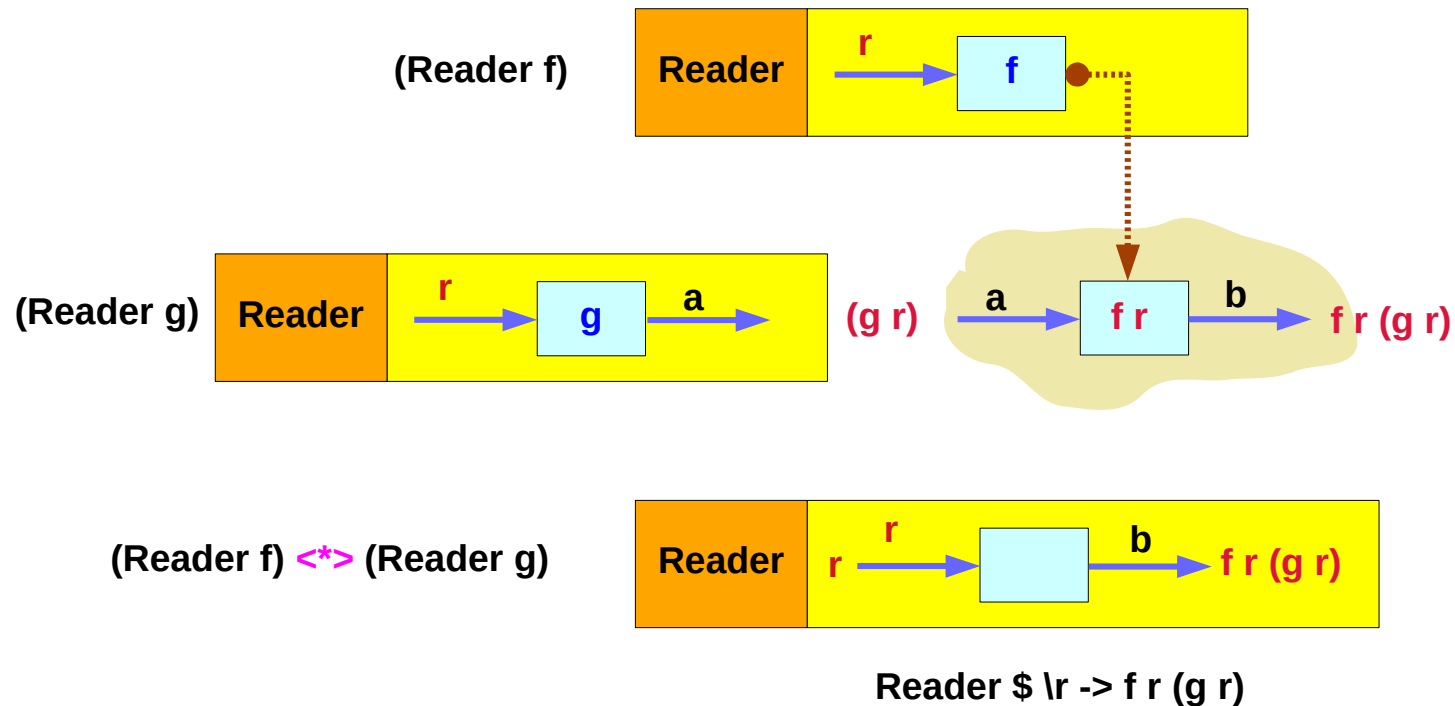 r
(Reader f) Reader f
r a a b
(Reader g) Reader g (g r) f r f r (g r)
r b
(Reader f) <*> (Reader g) Reader r f r (g r)
Reader $ \r -> f r (g r)